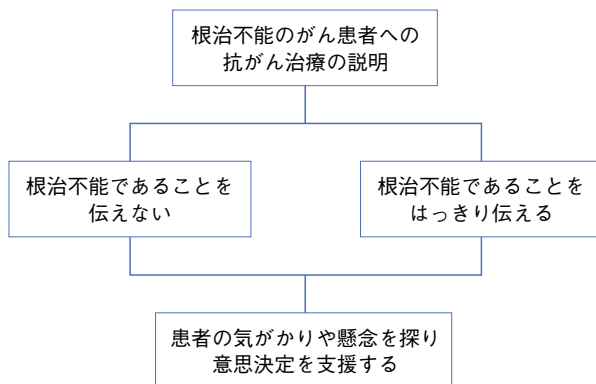 根治不能のがん患者への
抗がん治療の説明
根治不能であることを
伝えない
根治不能であることを
はっきり伝える
患者の気がかりや懸念を探り
意思決定を支援する